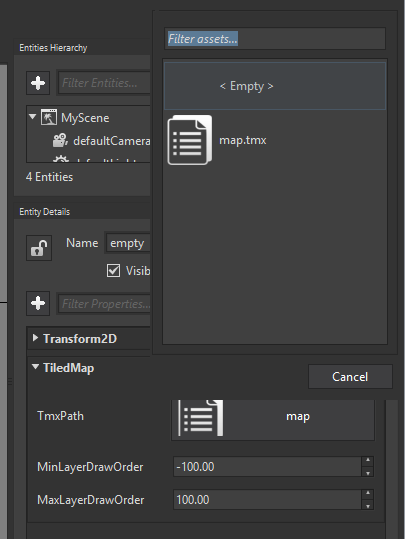 Filter assets...
Entities Hierarchy
Filter Entities...
< Empty >
MyScene
defaultCamera
map.tmx
4 Entities
Entity Details
Name empty
Visib
Filter Properties...
Transform2D
TiledMap
Cancel
TmxPath map
MinLayerDrawOrder -100.00
MaxLayerDrawOrder 100.00